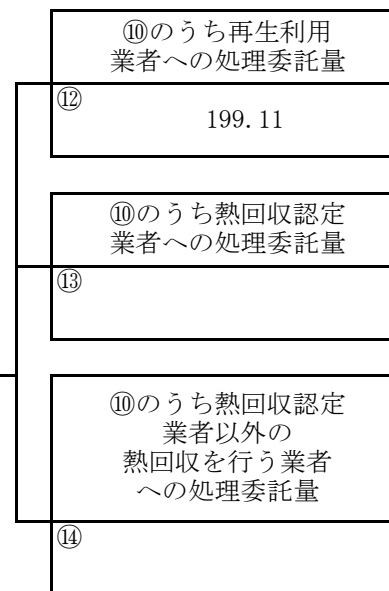 ⑩のうち再生利用
業者への処理委託量
⑫
199.11
⑩のうち熱回収認定
業者への処理委託量
⑬
⑩のうち熱回収認定
業者以外の
熱回収を行う業者
への処理委託量
⑭